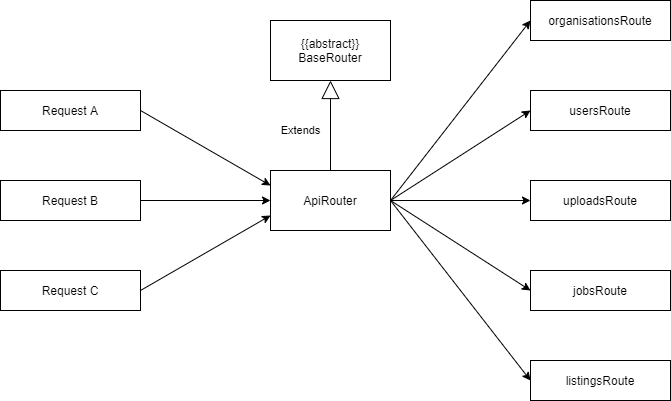 organisationsRoute
{{abstract}}
BaseRouter
Request A
usersRoute
Extends
Request B
ApiRouter
uploadsRoute
Request C
jobsRoute
listingsRoute